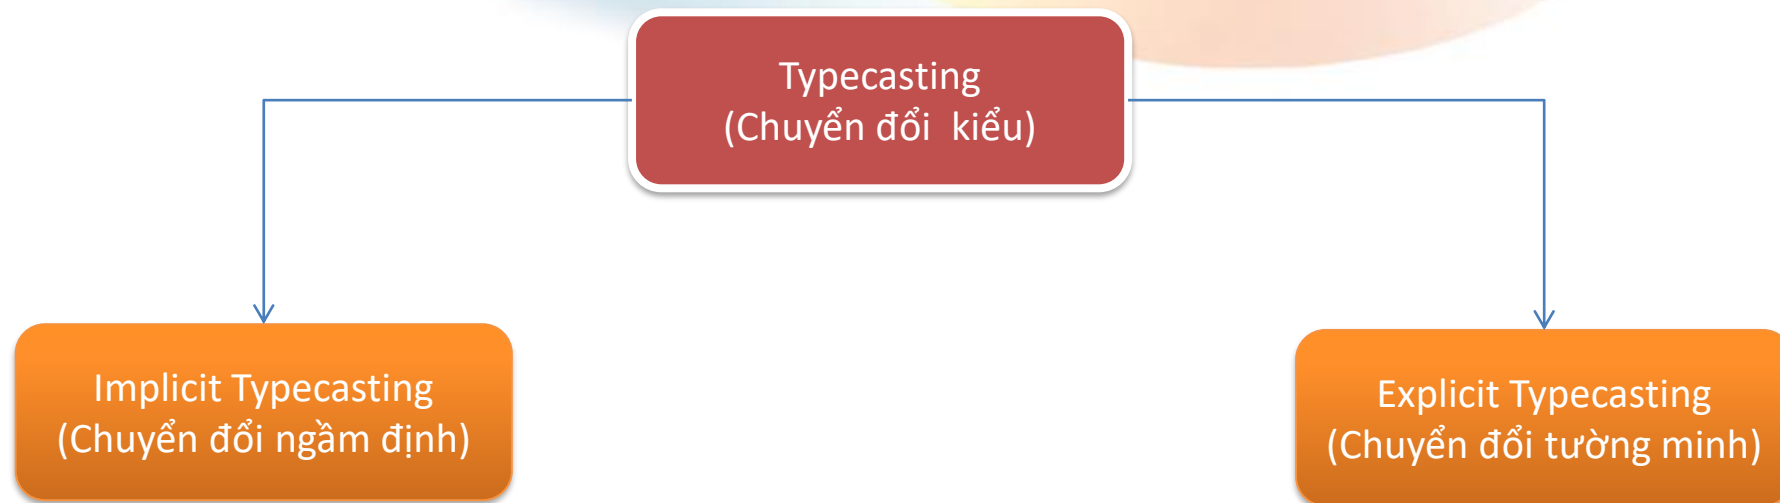 Typecasting
(Chuyển đổi  kiểu)
Implicit Typecasting
(Chuyển đổi ngầm định)
Explicit Typecasting
(Chuyển đổi tường minh)